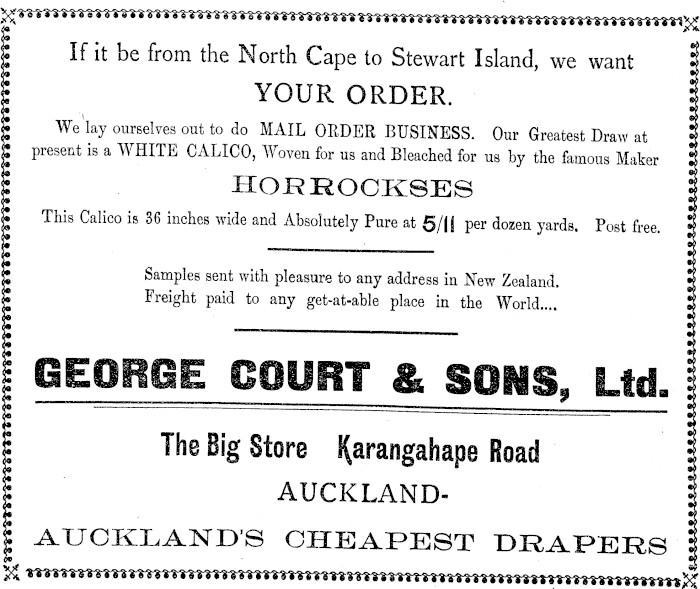 If it be from the North Cape to Stewart Island, we want
YOUR ORDER.
We lay ourselves out to do MAIL ORDER BUSINESS. Our Greatest Draw at
present is a WHITE CALICO, Woven for us and Bleached for us by the famous Maker
HORROCKSES
This Calico is 36 inches wide and Absolutely Pure at 5/11 per dozen yards. Post free.
Samples sent with pleasure to any address in New Zealand.
Freight paid to any get-at-able place in the World....
GEORGE COURT & SONS, Ltd.
The Big Store Karangahape Road
AUCKLAND-
AUCKLAND'S CHEAPEST DRAPERS